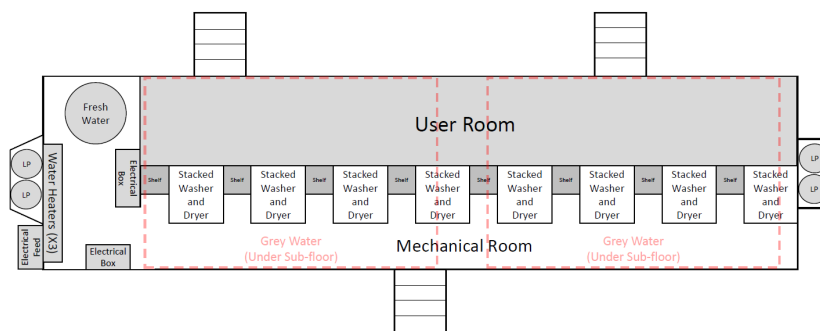 Fresh
Water
User Room
LP
LP
Water Heaters (X3)
Electrical
Box
Shelf
Stacked
Washer
and
Dryer
Shelf
Stacked
Washer
and
Dryer
Shelf
Stacked
Washer
and
Dryer
Shelf
Stacked
Washer
and
Dryer
Shelf
Stacked
Washer
and
Dryer
Shelf
Stacked
Washer
and
Dryer
Shelf
Stacked
Washer
and
Dryer
Shelf
Stacked
Washer
and
Dryer
LP
LP
Electrical
Feed
Electrical
Box
Grey Water
(Under Sub-floor)
Mechanical Room
Grey Water
(Under Sub-floor)